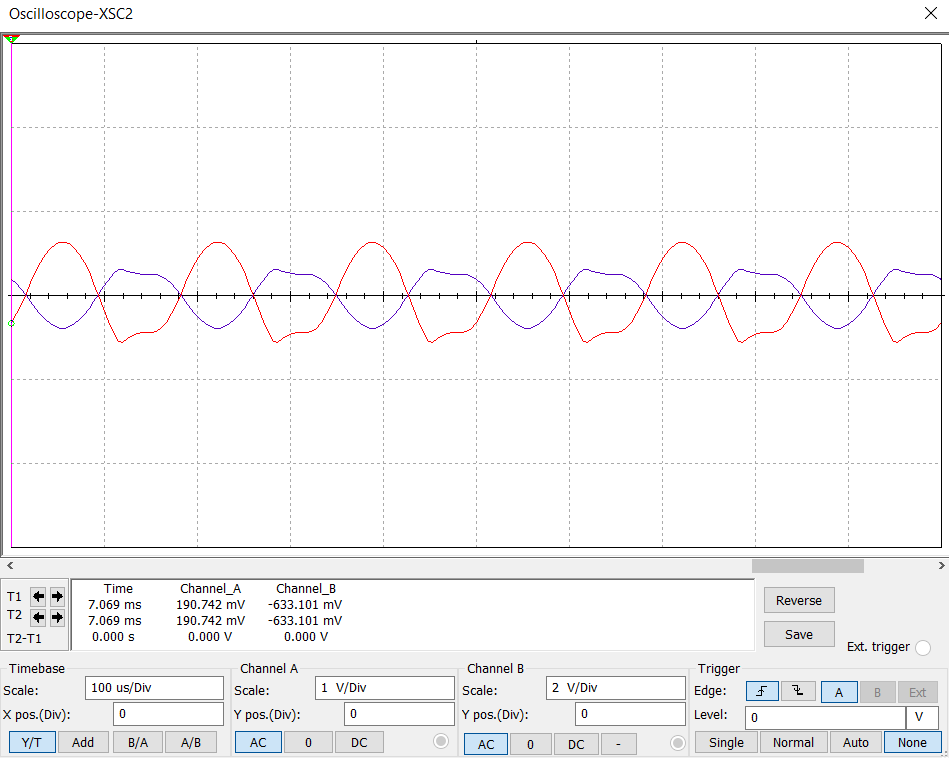 Oscilloscope-XSC2
Time Channel_A Channel_B
T1 7.069 ms 190.742 mV -633.101 mV
T2 7.069 ms 190.742 mV -633.101 mV
T2-T1 0.000 s 0.000 V 0.000 V
Reverse
Save
Ext. trigger
Timebase Channel A Channel B Trigger
Scale: 100 us/Div Scale: 1 V/Div Scale: 2 V/Div Edge: A B Ext
X pos.(Div): 0 Y pos.(Div): 0 Y pos.(Div): 0 Level: 0 V
Y/T Add B/A A/B AC 0 DC AC 0 DC - Single Normal Auto None